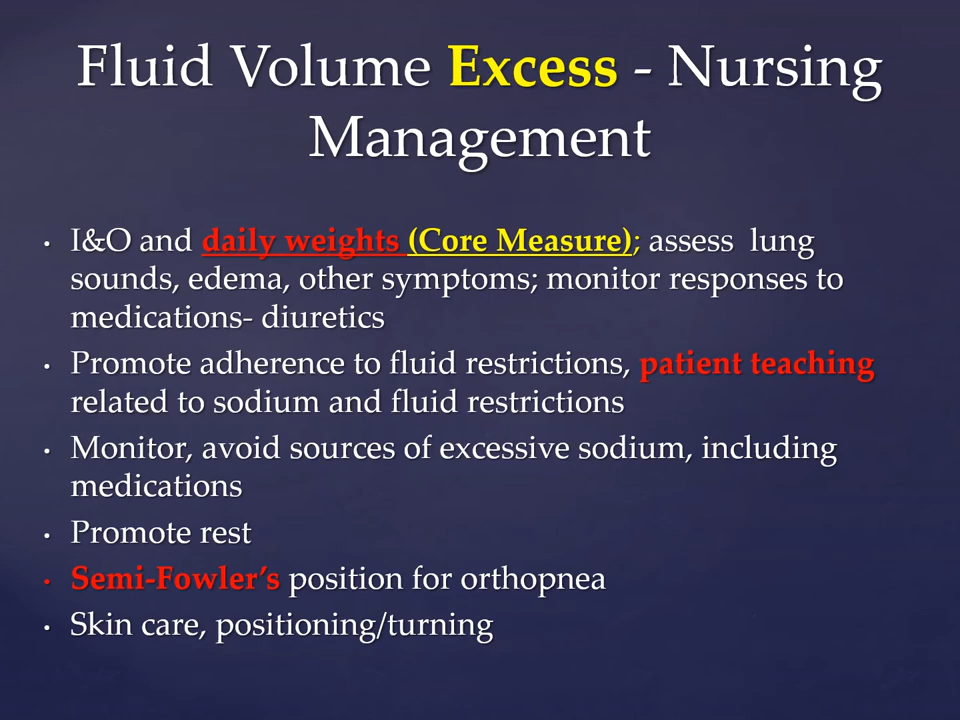 Fluid Volume Excess - Nursing
Management
• I&O and daily weights (Core Measure); assess lung
sounds, edema, other symptoms; monitor responses to
medications- diuretics
• Promote adherence to fluid restrictions, patient teaching
related to sodium and fluid restrictions
• Monitor, avoid sources of excessive sodium, including
medications
• Promote rest
• Semi-Fowler’s position for orthopnea
• Skin care, positioning/turning